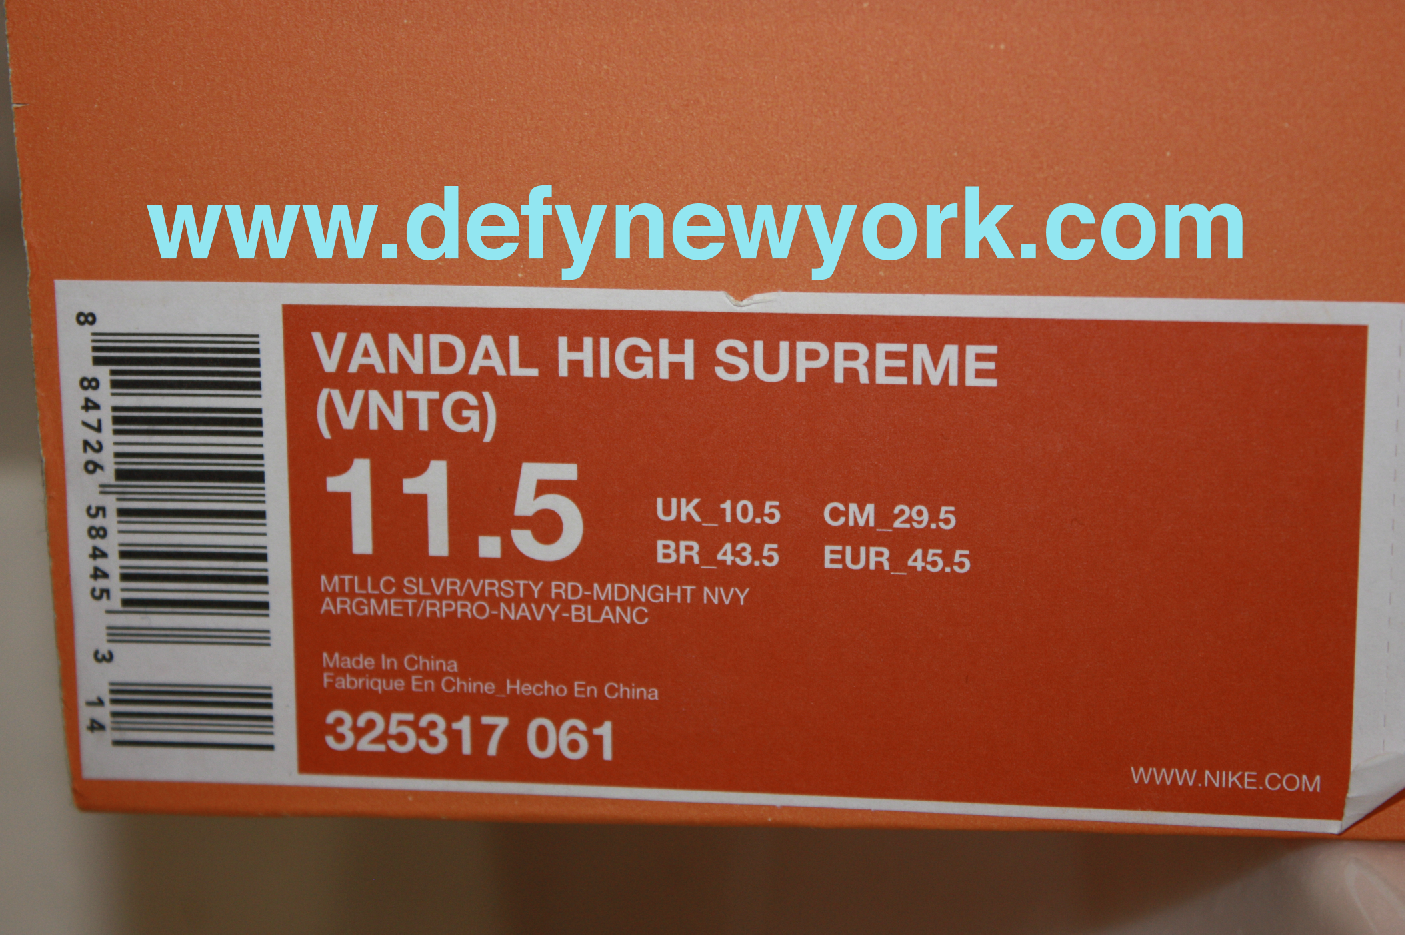 www.defynewyork.com
VANDAL HIGH SUPREME
(VNTG)
11.5
UK_10.5 CM_29.5
BR_43.5 EUR_45.5
MTLLC SLVR/VRSTY RD-MDNGHT NVY
ARGMET/RPRO-NAVY-BLANC
Made In China
Fabrique En Chine_Hecho En China
325317 061
WWW.NIKE.COM
8 84726 58445 3 14